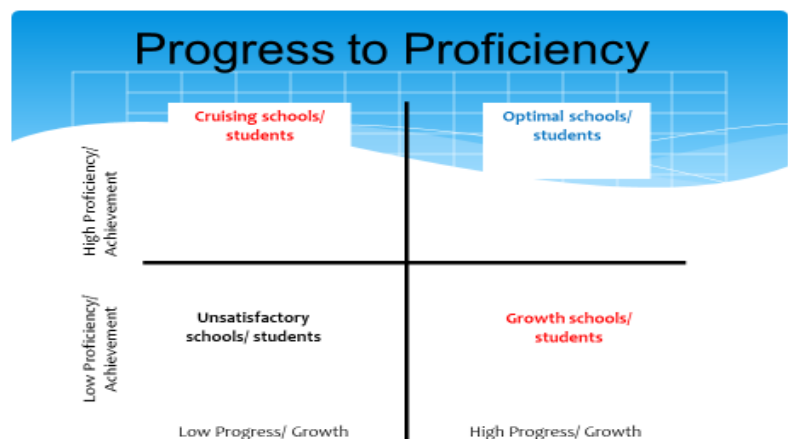 Progress to Proficiency
Cruising schools/
students
Optimal schools/
students
High Proficiency/
Achievement
Unsatisfactory
schools/ students
Growth schools/
students
Low Proficiency/
Achievement
Low Progress/ Growth
High Progress/ Growth